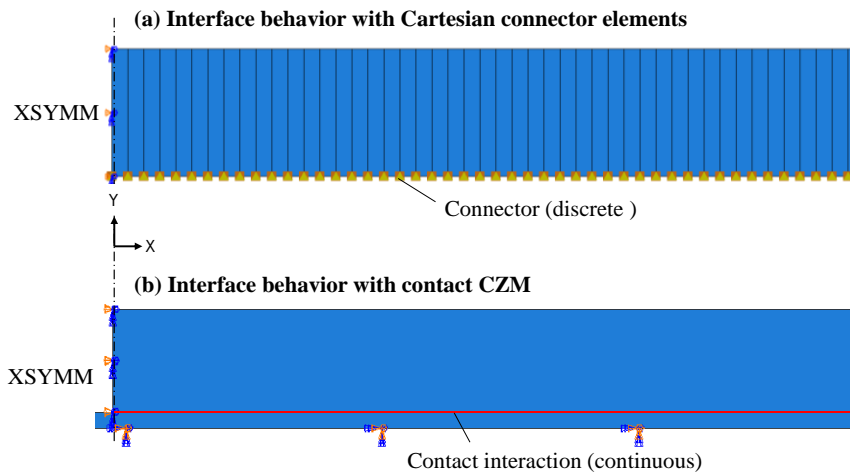 (a) Interface behavior with Cartesian connector elements
XSYMM
Connector (discrete )
Y
X
(b) Interface behavior with contact CZM
XSYMM
Contact interaction (continuous)